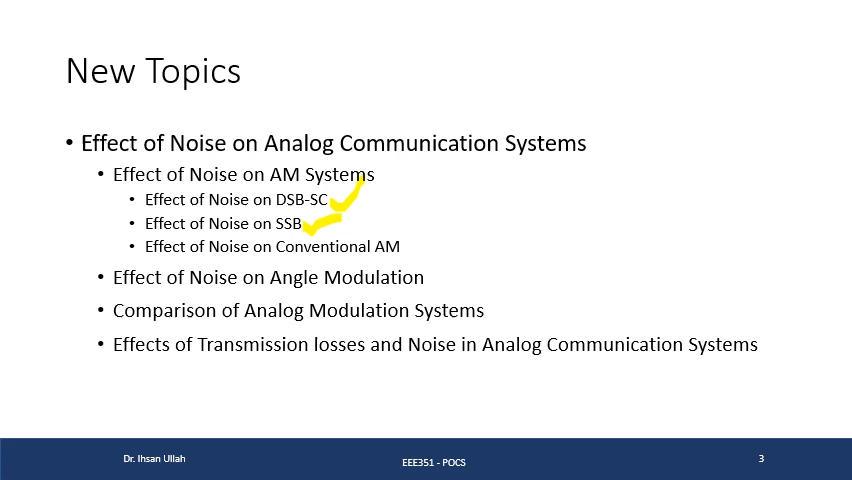 New Topics
• Effect of Noise on Analog Communication Systems
• Effect of Noise on AM Systems
• Effect of Noise on DSB-SC
• Effect of Noise on SSB
• Effect of Noise on Conventional AM
• Effect of Noise on Angle Modulation
• Comparison of Analog Modulation Systems
• Effects of Transmission losses and Noise in Analog Communication Systems
Dr. Ihsan Ullah
EEE351 - POCS
3